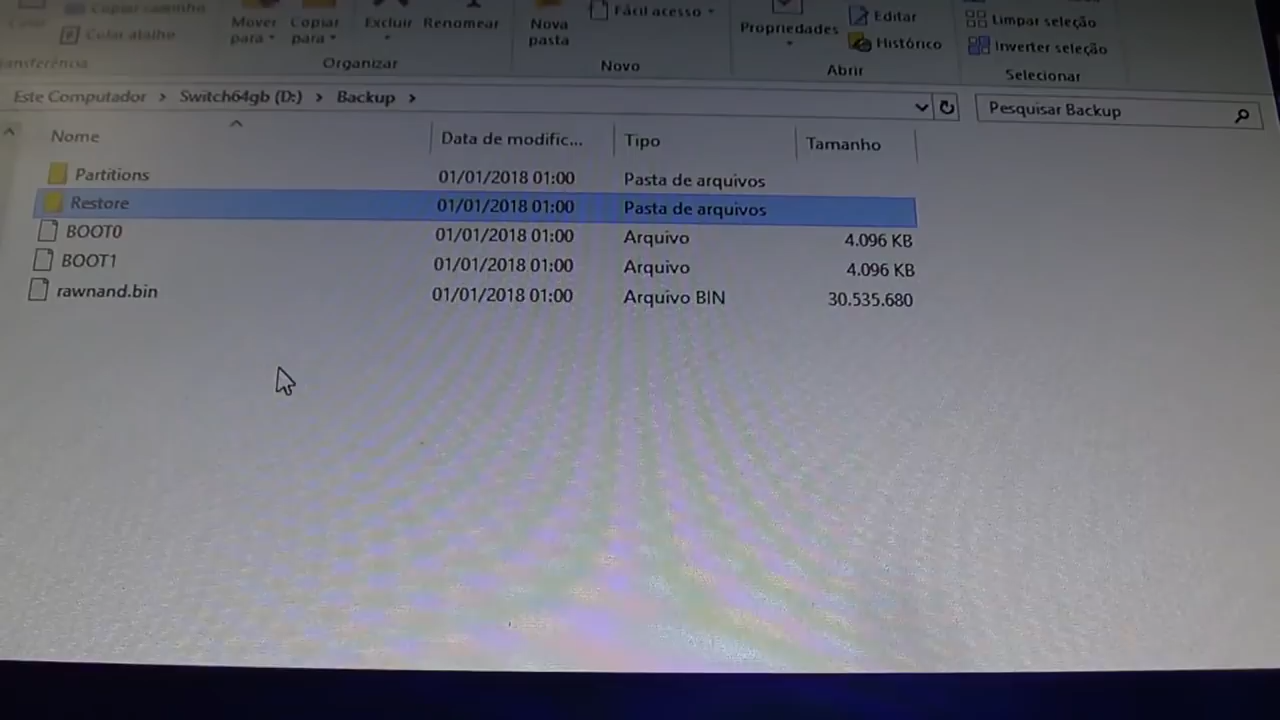 Copiar caminho
Colar atalho
Mover para
Copiar para
Excluir
Renomear
Nova pasta
Fácil acesso
Propriedades
Editar
Histórico
Limpar seleção
Inverter seleção
Organizar
Novo
Abrir
Selecionar
Este Computador > Switch64gb (D:) > Backup >
Pesquisar Backup
Nome Data de modific... Tipo Tamanho
Partitions 01/01/2018 01:00 Pasta de arquivos
Restore 01/01/2018 01:00 Pasta de arquivos
BOOT0 01/01/2018 01:00 Arquivo 4.096 KB
BOOT1 01/01/2018 01:00 Arquivo 4.096 KB
rawnand.bin 01/01/2018 01:00 Arquivo BIN 30.535.680